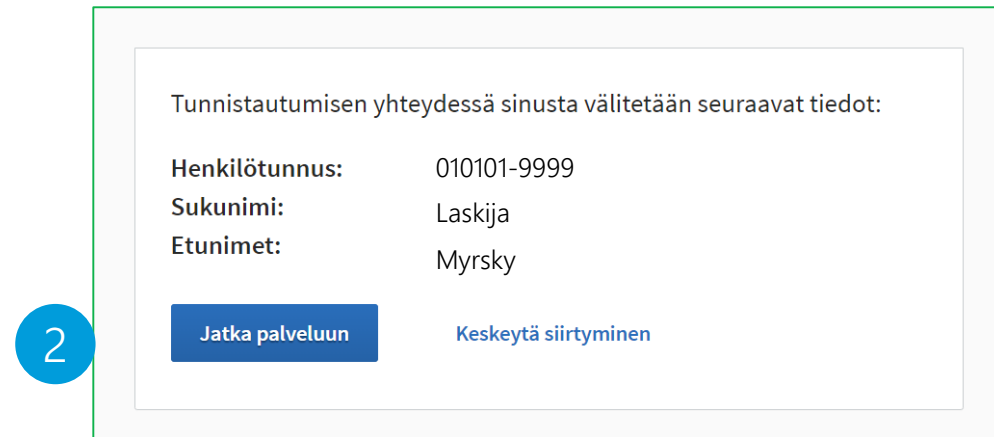 Tunnistautumisen yhteydessä sinusta välitetään seuraavat tiedot:
Henkilötunnus: 010101-9999
Sukunimi: Laskija
Etunimet: Myrsky
2
Jatka palveluun Keskeytä siirtyminen